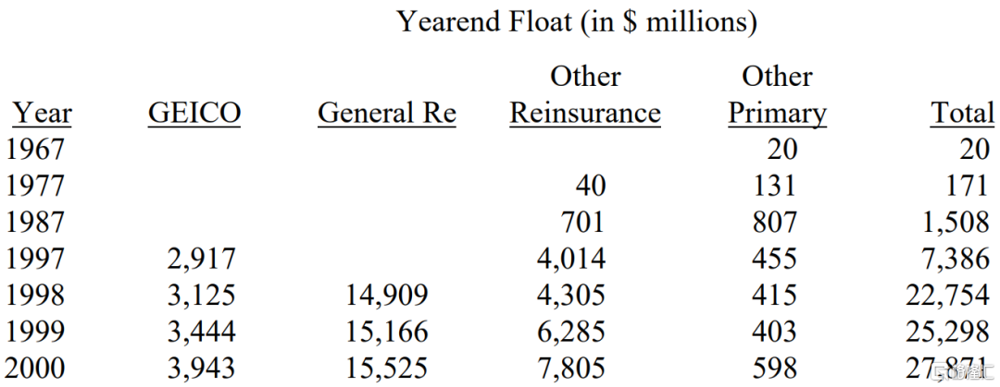 Yearend Float (in $ millions)
Other Other
Year GEICO General Re Reinsurance Primary Total
1967 20 20
1977 40 131 171
1987 701 807 1,508
1997 2,917 4,014 455 7,386
1998 3,125 14,909 4,305 415 22,754
1999 3,444 15,166 6,285 403 25,298
2000 3,943 15,525 7,805 598 27,871